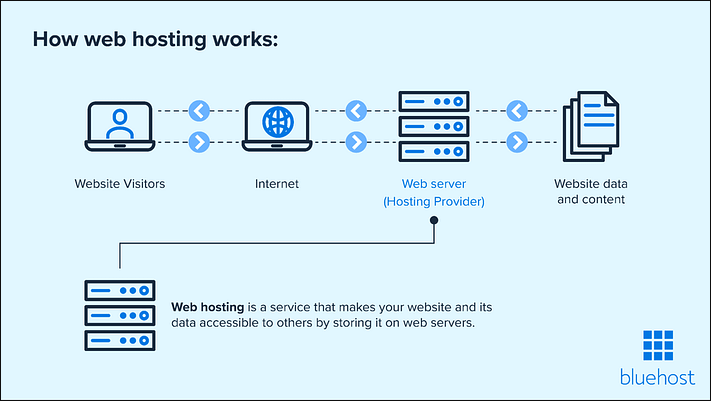 How web hosting works:
Website Visitors
Internet
Web server
(Hosting Provider)
Website data
and content
Web hosting is a service that makes your website and its
data accessible to others by storing it on web servers.
bluehost